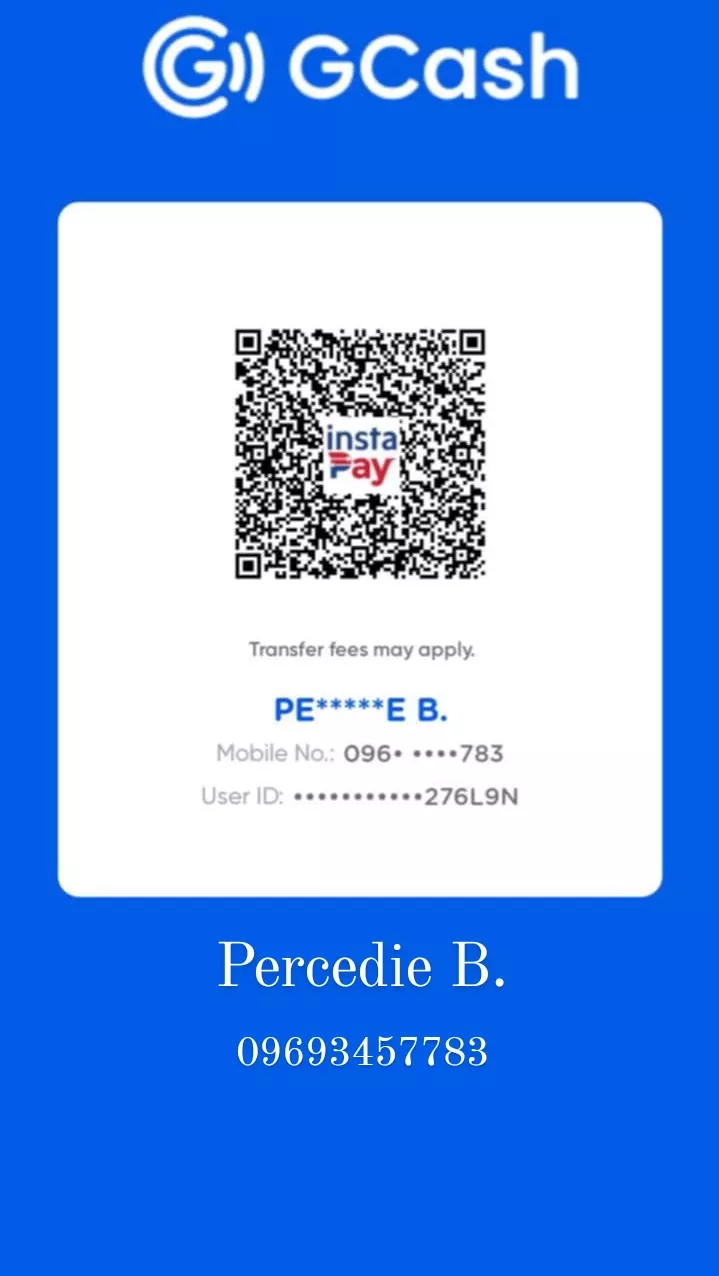 GCash
insta
Pay
Transfer fees may apply.
PE*****E B.
Mobile No.: 096• ••••783
User ID: •••••••••••276L9N
Percedie B.
09693457783